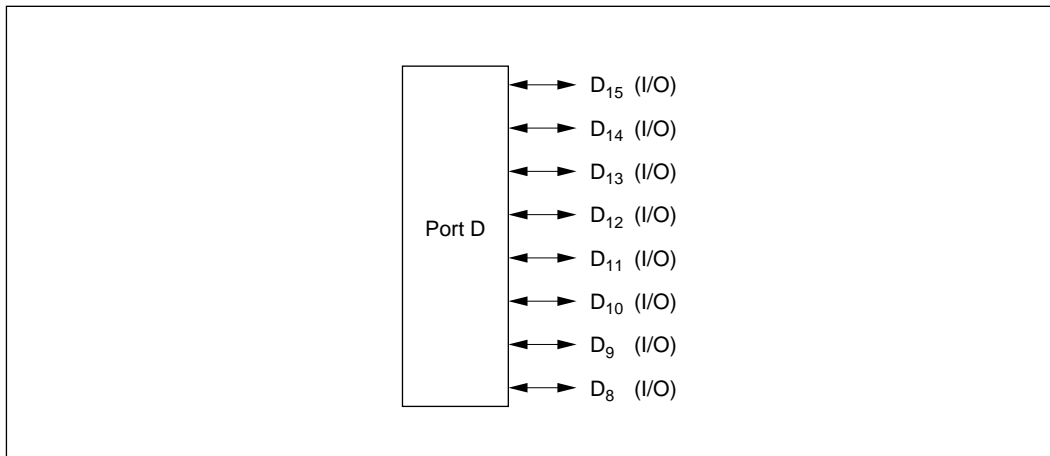 D15 (I/O)
D14 (I/O)
D13 (I/O)
D12 (I/O)
Port D
D11 (I/O)
D10 (I/O)
D9 (I/O)
D8 (I/O)